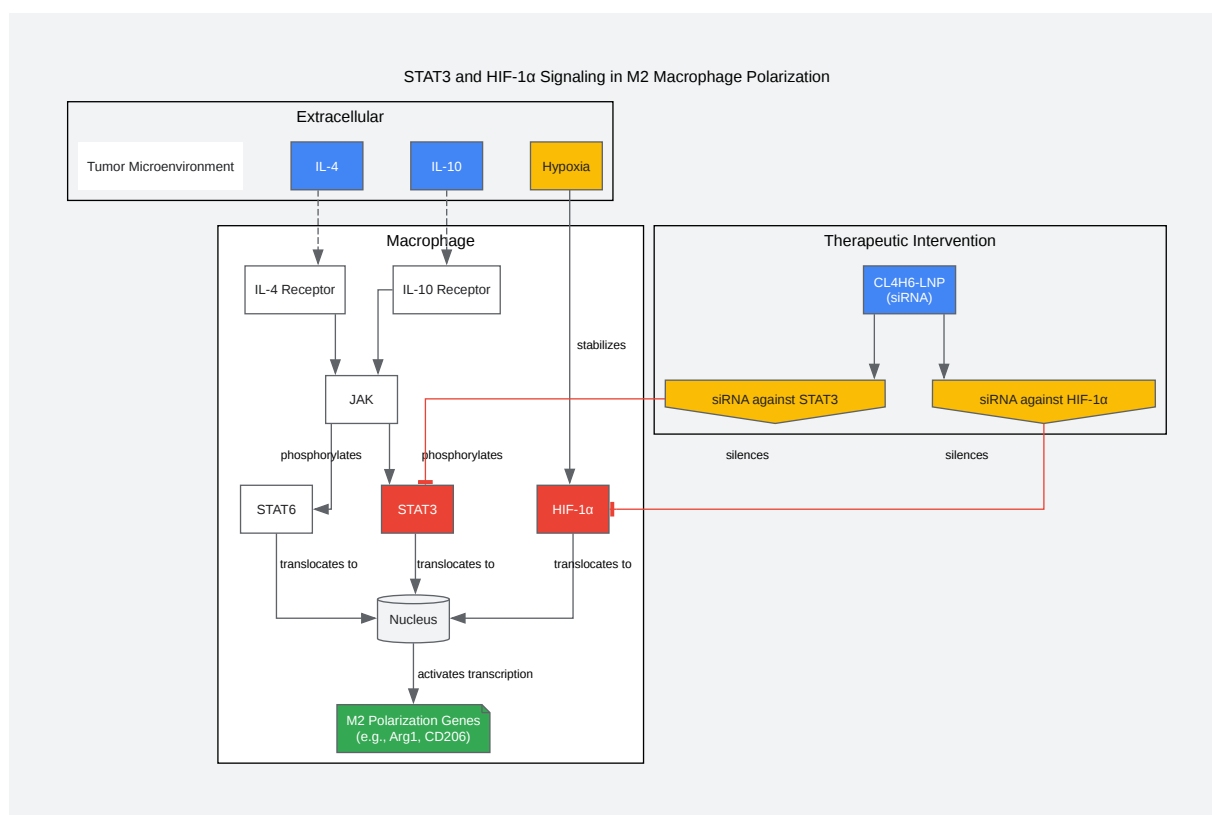 STAT3 and HIF-1α Signaling in M2 Macrophage Polarization
Extracellular
Tumor Microenvironment
IL-4
IL-10
Hypoxia
Macrophage
Therapeutic Intervention
IL-4 Receptor
IL-10 Receptor
CL4H6-LNP
(siRNA)
stabilizes
JAK
siRNA against STAT3
siRNA against HIF-1α
phosphorylates
phosphorylates
silences
silences
STAT6
STAT3
HIF-1α
translocates to
translocates to
translocates to
Nucleus
activates transcription
M2 Polarization Genes
(e.g., Arg1, CD206)